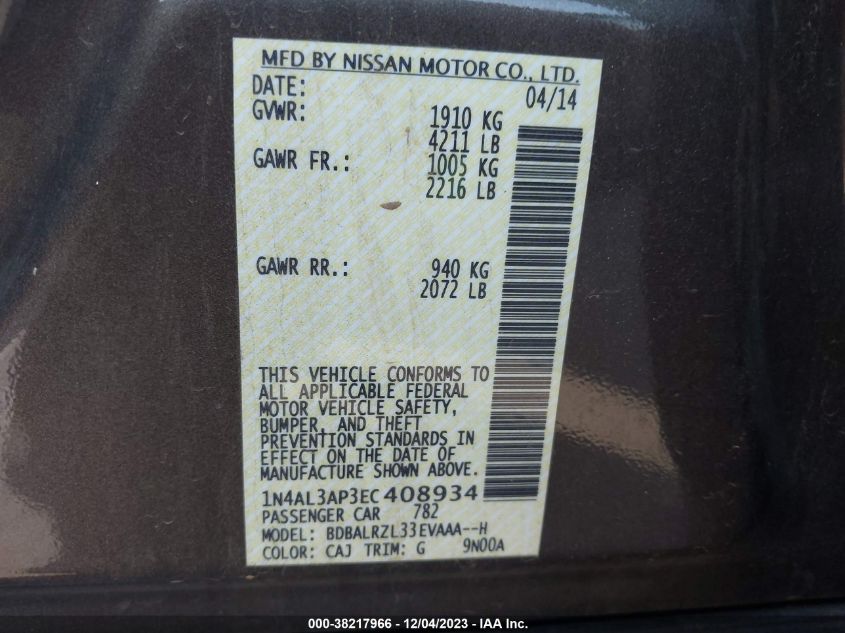 MFD BY NISSAN MOTOR CO., LTD.
DATE: 04/14
GVWR: 1910 KG
4211 LB
GAWR FR.: 1005 KG
2216 LB
GAWR RR.: 940 KG
2072 LB
THIS VEHICLE CONFORMS TO
ALL APPLICABLE FEDERAL
MOTOR VEHICLE SAFETY,
BUMPER, AND THEFT
PREVENTION STANDARDS IN
EFFECT ON THE DATE OF
MANUFACTURE SHOWN ABOVE.
1N4AL3AP3EC408934
PASSENGER CAR 782
MODEL: BDBALRZL33EVAAA--H
COLOR: CAJ TRIM: G 9N00A
000-38217966 - 12/04/2023 - IAA Inc.